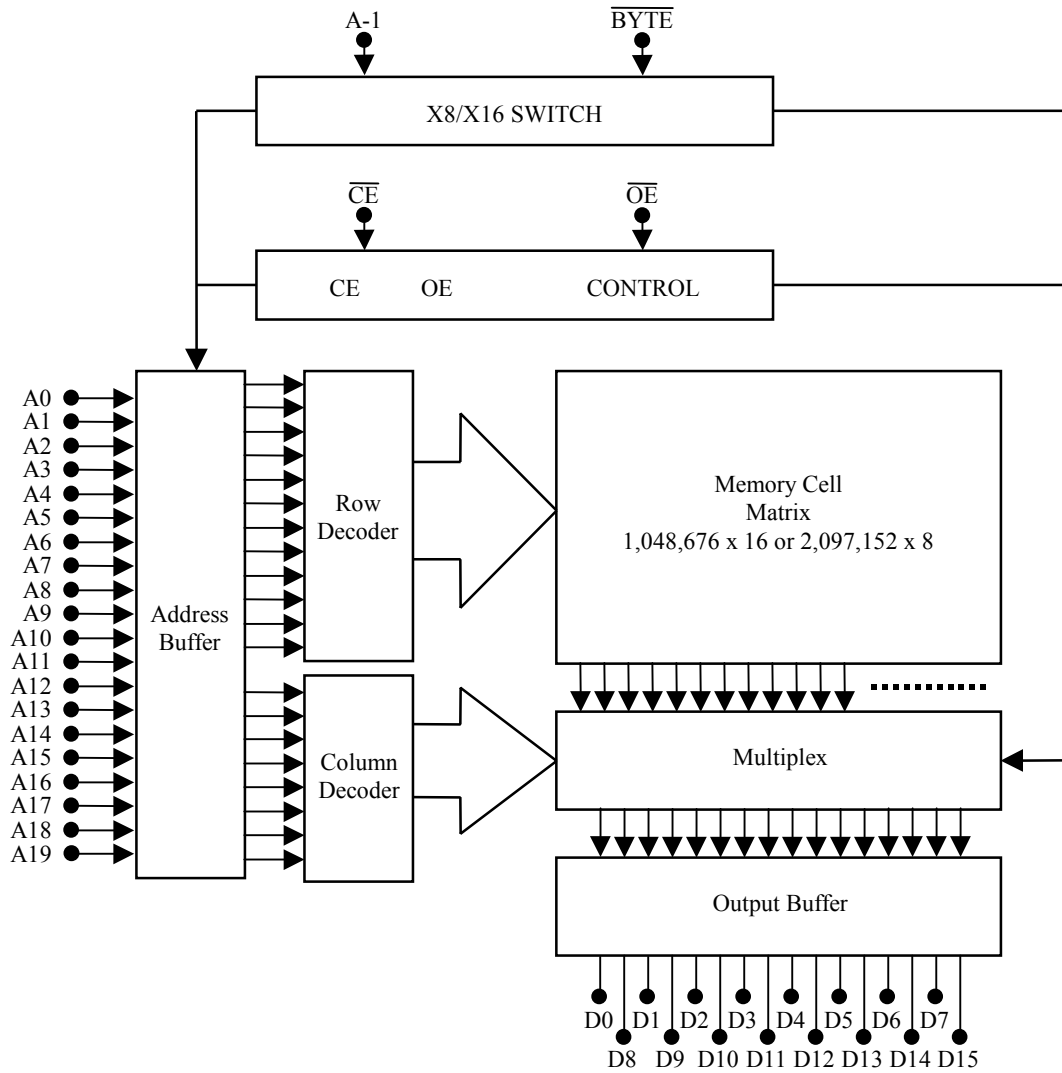 A-1
BYTE
X8/X16 SWITCH
CE
OE
CE OE CONTROL
A0
A1
A2
A3
A4
A5
A6
A7
A8
A9
A10
A11
A12
A13
A14
A15
A16
A17
A18
A19
Address
Buffer
Row
Decoder
Column
Decoder
Memory Cell
Matrix
1,048,676 x 16 or 2,097,152 x 8
Multiplex
Output Buffer
D0 D1 D2 D3 D4 D5 D6 D7
D8 D9 D10 D11 D12 D13 D14 D15